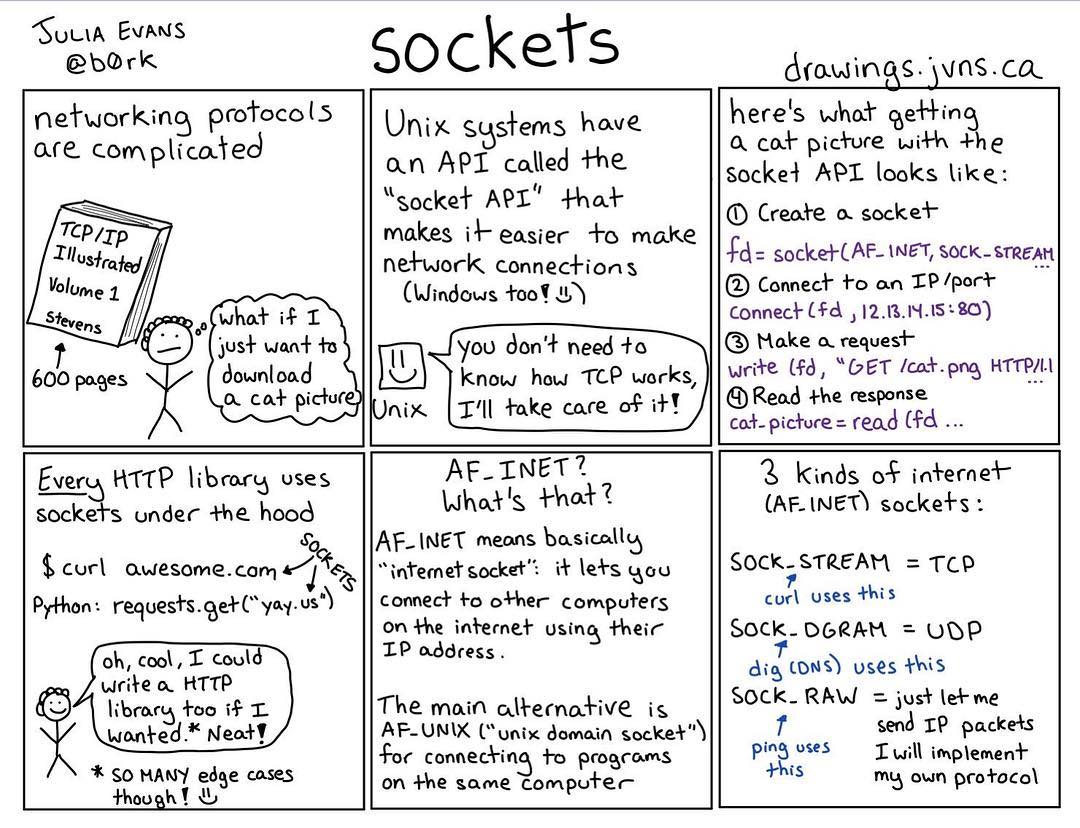 JULIA EVANS
@b0rk
sockets
drawings.jvns.ca
networking protocols
are complicated
TCP/IP
Illustrated
Volume 1
Stevens
600 pages
what if I
just want to
download
a cat picture
Unix systems have
an API called the
"socket API" that
makes it easier to make
network connections
(Windows too! ☺)
Unix
you don't need to
know how TCP works,
I'll take care of it!
here's what getting
a cat picture with the
socket API looks like:
① Create a socket
fd= socket(AF_INET, SOCK_STREAM
...
② Connect to an IP/port
connect (fd, 12.13.14.15:80)
③ Make a request
write (fd, "GET /cat.png HTTP/1.1
...
④ Read the response
cat-picture = read (fd ...
Every HTTP library uses
sockets under the hood
$ curl awesome.com
SOCKETS
Python: requests.get("yay.us")
oh, cool, I could
write a HTTP
library too if I
wanted.* Neat!
* SO MANY edge cases
though! ☺
AF_INET?
What's that?
AF_INET means basically
"internet socket": it lets you
connect to other computers
on the internet using their
IP address.
The main alternative is
AF_UNIX ("unix domain socket")
for connecting to programs
on the same computer
3 kinds of internet
(AF_INET) sockets:
SOCK_STREAM = TCP
curl uses this
SOCK_DGRAM = UDP
dig (DNS) uses this
SOCK_RAW = just let me
send IP packets
I will implement
my own protocol
ping uses
this